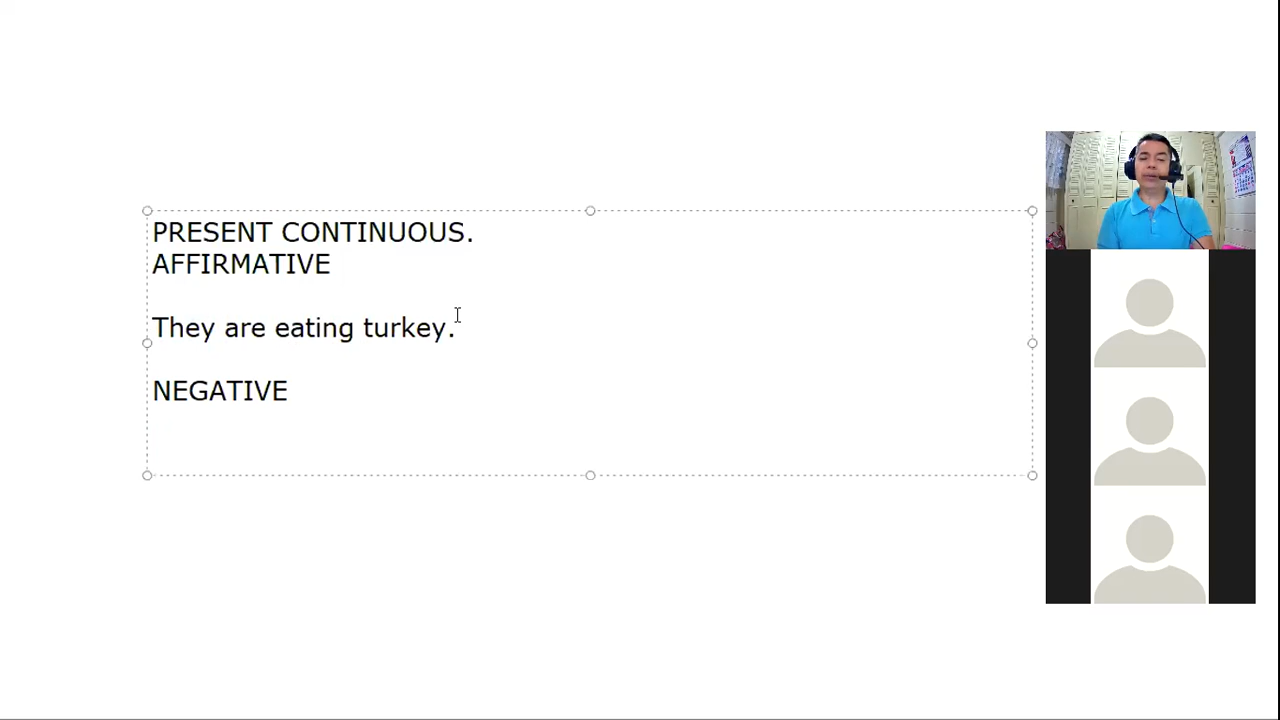 PRESENT CONTINUOUS.
AFFIRMATIVE
They are eating turkey.
NEGATIVE